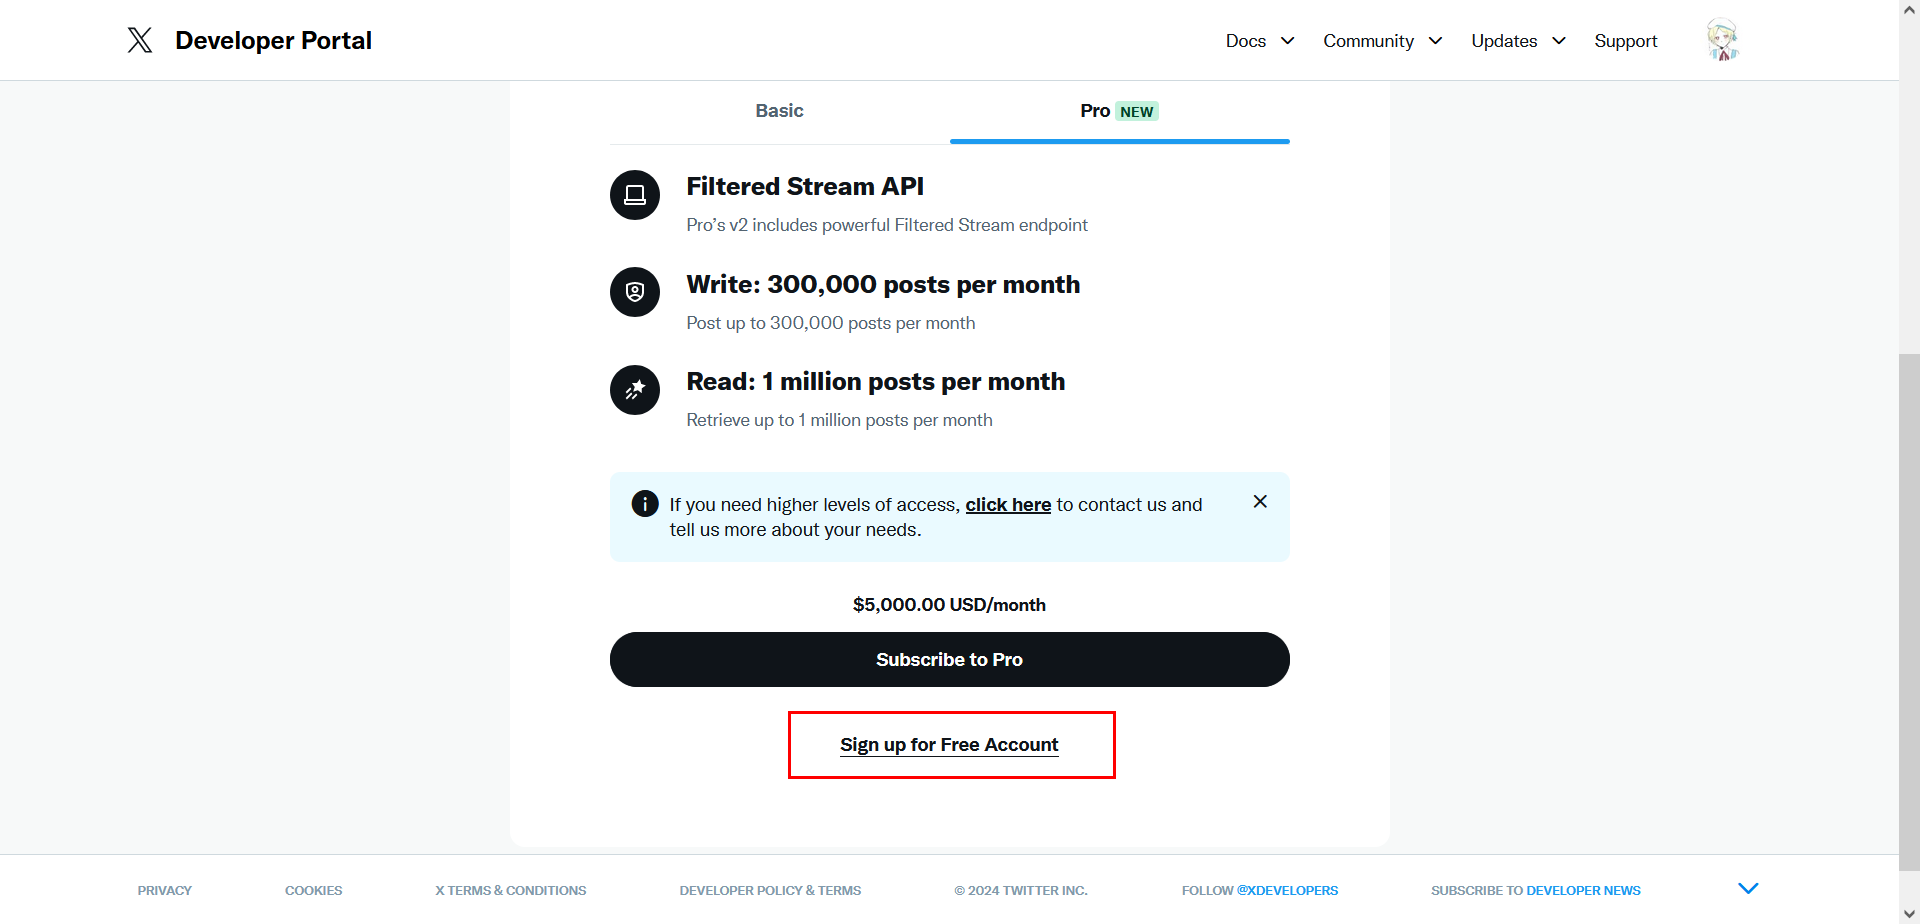 Developer Portal
Docs Community Updates Support
Basic
Pro NEW
Filtered Stream API
Pro’s v2 includes powerful Filtered Stream endpoint
Write: 300,000 posts per month
Post up to 300,000 posts per month
Read: 1 million posts per month
Retrieve up to 1 million posts per month
If you need higher levels of access, click here to contact us and
tell us more about your needs.
$5,000.00 USD/month
Subscribe to Pro
Sign up for Free Account
PRIVACY COOKIES X TERMS & CONDITIONS DEVELOPER POLICY & TERMS © 2024 TWITTER INC. FOLLOW @XDEVELOPERS SUBSCRIBE TO DEVELOPER NEWS